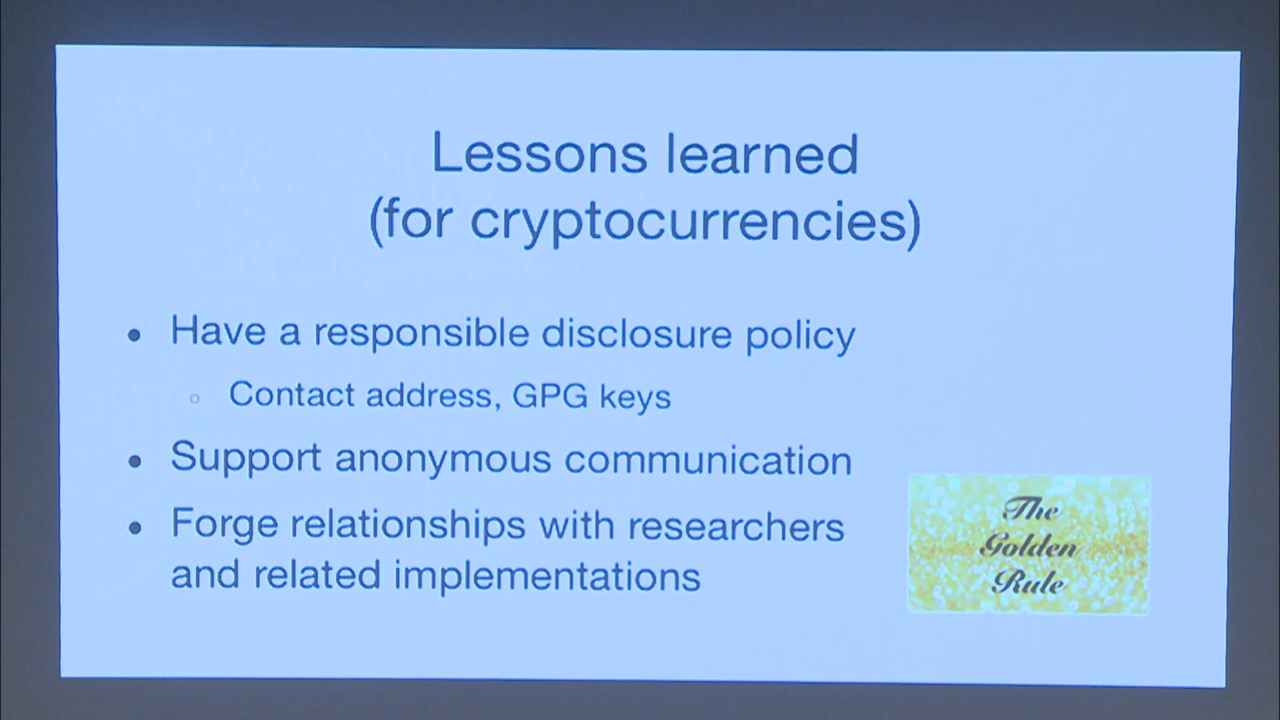 Lessons learned
(for cryptocurrencies)
• Have a responsible disclosure policy
○ Contact address, GPG keys
• Support anonymous communication
• Forge relationships with researchers
and related implementations
The
Golden
Rule